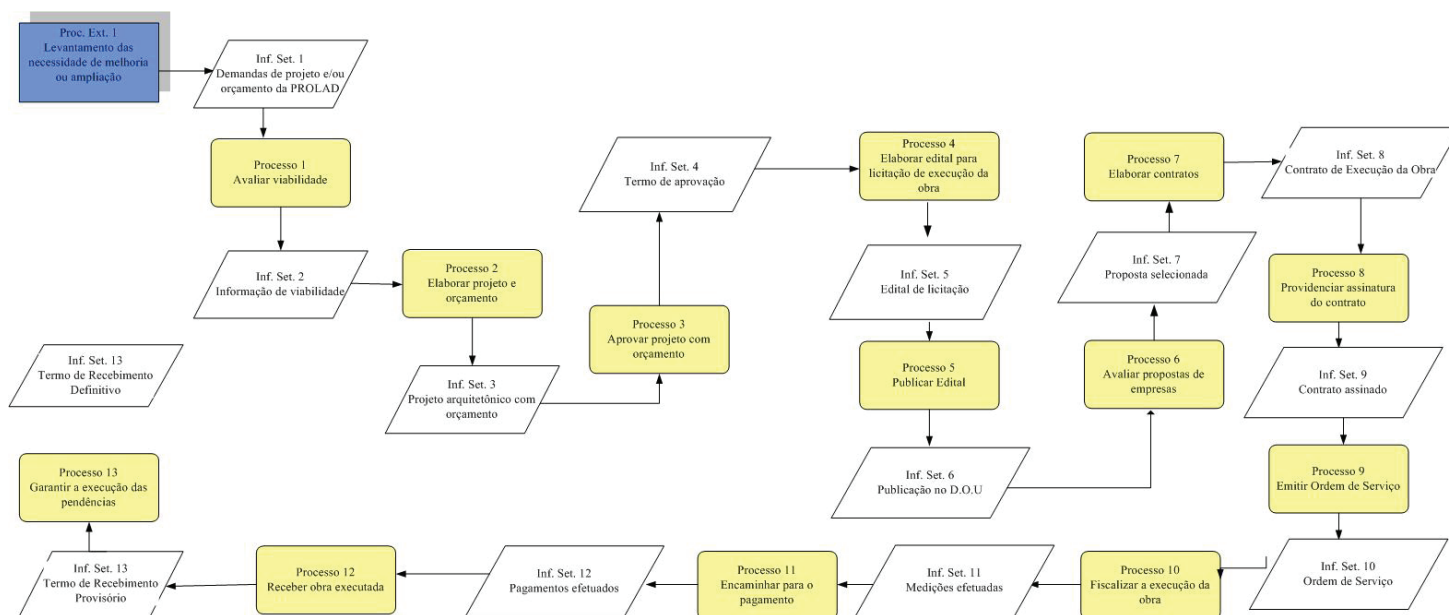 Proc. Ext. 1
Levantamento das
necessidade de melhoria
ou ampliação
Inf. Set. 1
Demandas de projeto e/ou
orçamento da PROLAD
Processo 1
Avaliar viabilidade
Inf. Set. 2
Informação de viabilidade
Processo 2
Elaborar projeto e
orçamento
Inf. Set. 3
Projeto arquitetônico com
orçamento
Processo 3
Aprovar projeto com
orçamento
Inf. Set. 4
Termo de aprovação
Processo 4
Elaborar edital para
licitação de execução da
obra
Inf. Set. 5
Edital de licitação
Processo 5
Publicar Edital
Inf. Set. 6
Publicação no D.O.U
Processo 6
Avaliar propostas de
empresas
Inf. Set. 7
Proposta selecionada
Processo 7
Elaborar contratos
Inf. Set. 8
Contrato de Execução da Obra
Processo 8
Providenciar assinatura
do contrato
Inf. Set. 9
Contrato assinado
Processo 9
Emitir Ordem de Serviço
Inf. Set. 10
Ordem de Serviço
Processo 10
Fiscalizar a execução da
obra
Inf. Set. 11
Medições efetuadas
Processo 11
Encaminhar para o
pagamento
Inf. Set. 12
Pagamentos efetuados
Processo 12
Receber obra executada
Inf. Set. 13
Termo de Recebimento
Provisório
Processo 13
Garantir a execução das
pendências
Inf. Set. 13
Termo de Recebimento
Definitivo